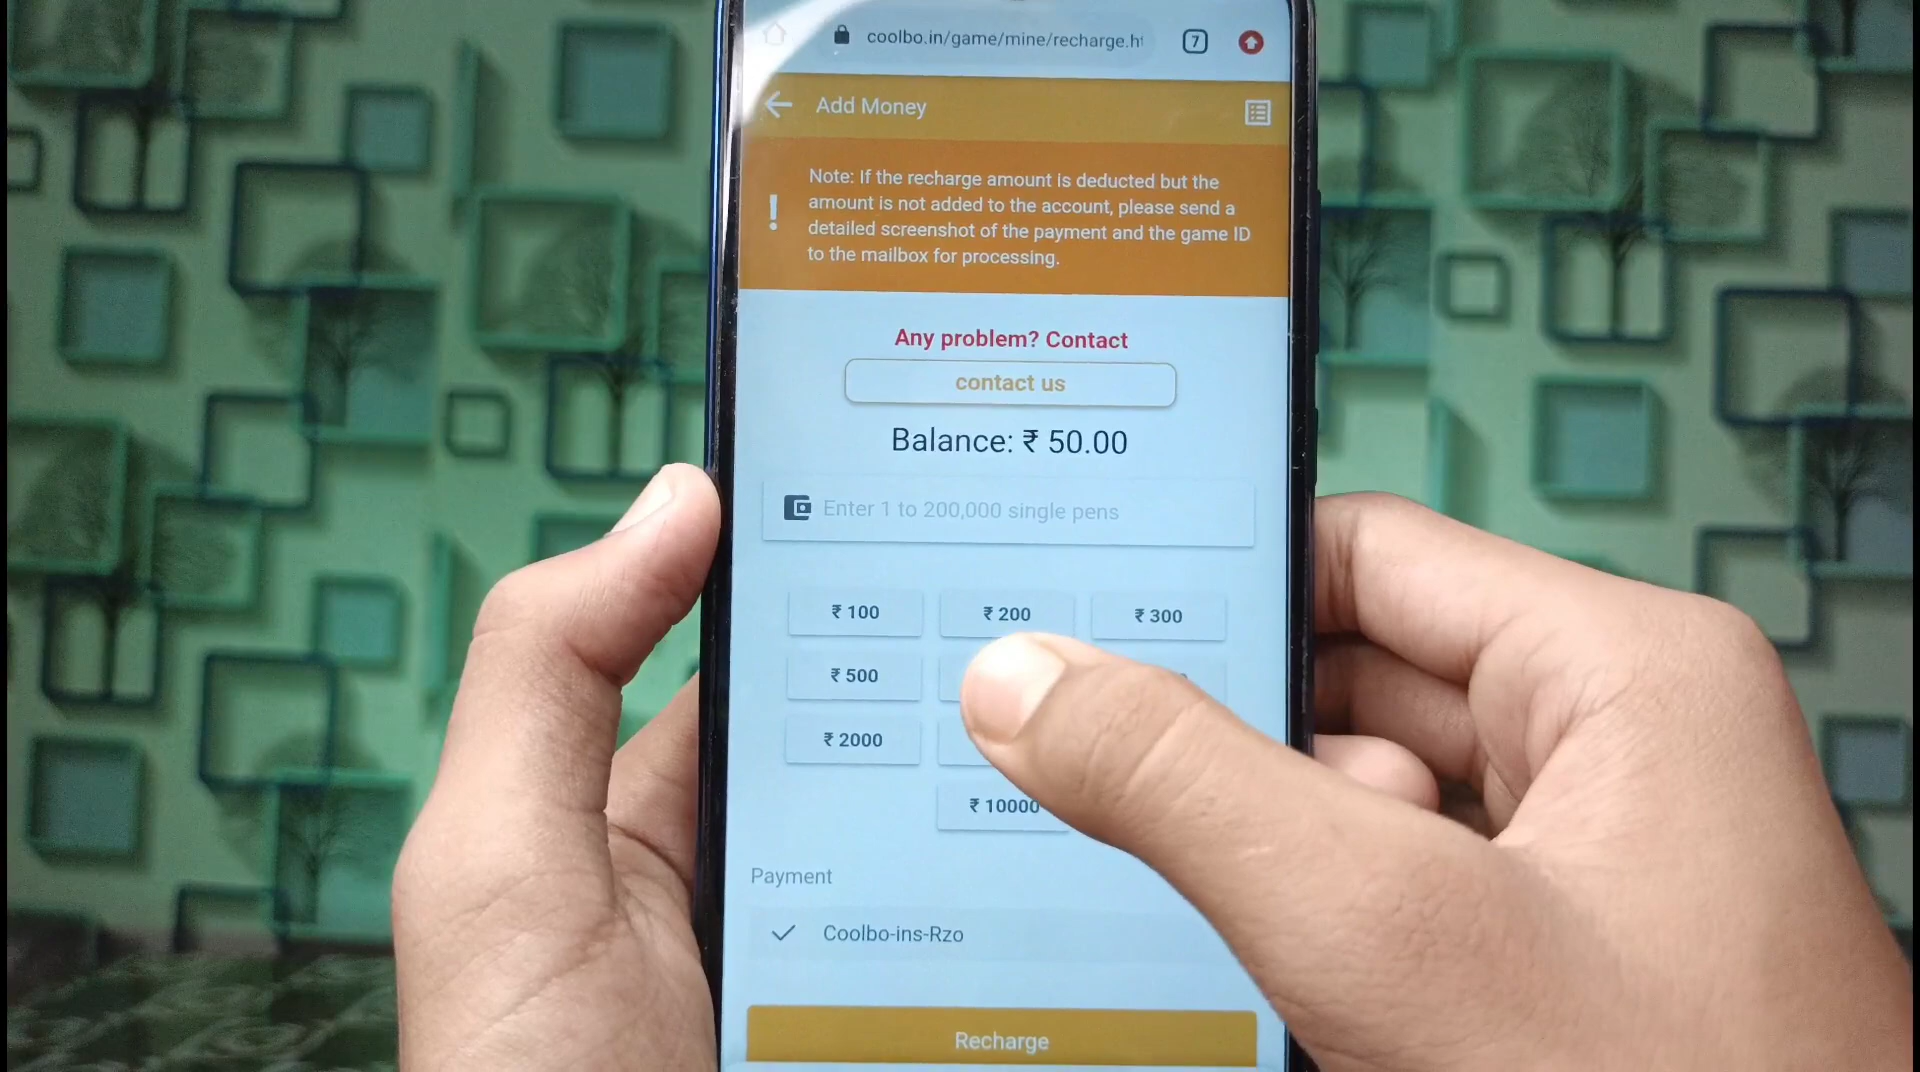 coolbo.in/game/mine/recharge.h
7
Add Money
Note: If the recharge amount is deducted but the
amount is not added to the account, please send a
detailed screenshot of the payment and the game ID
to the mailbox for processing.
Any problem? Contact
contact us
Balance: ₹ 50.00
Enter 1 to 200,000 single pens
₹ 100
₹ 200
₹ 300
₹ 500
₹ 2000
₹ 10000
Payment
Coolbo-ins-Rzo
Recharge